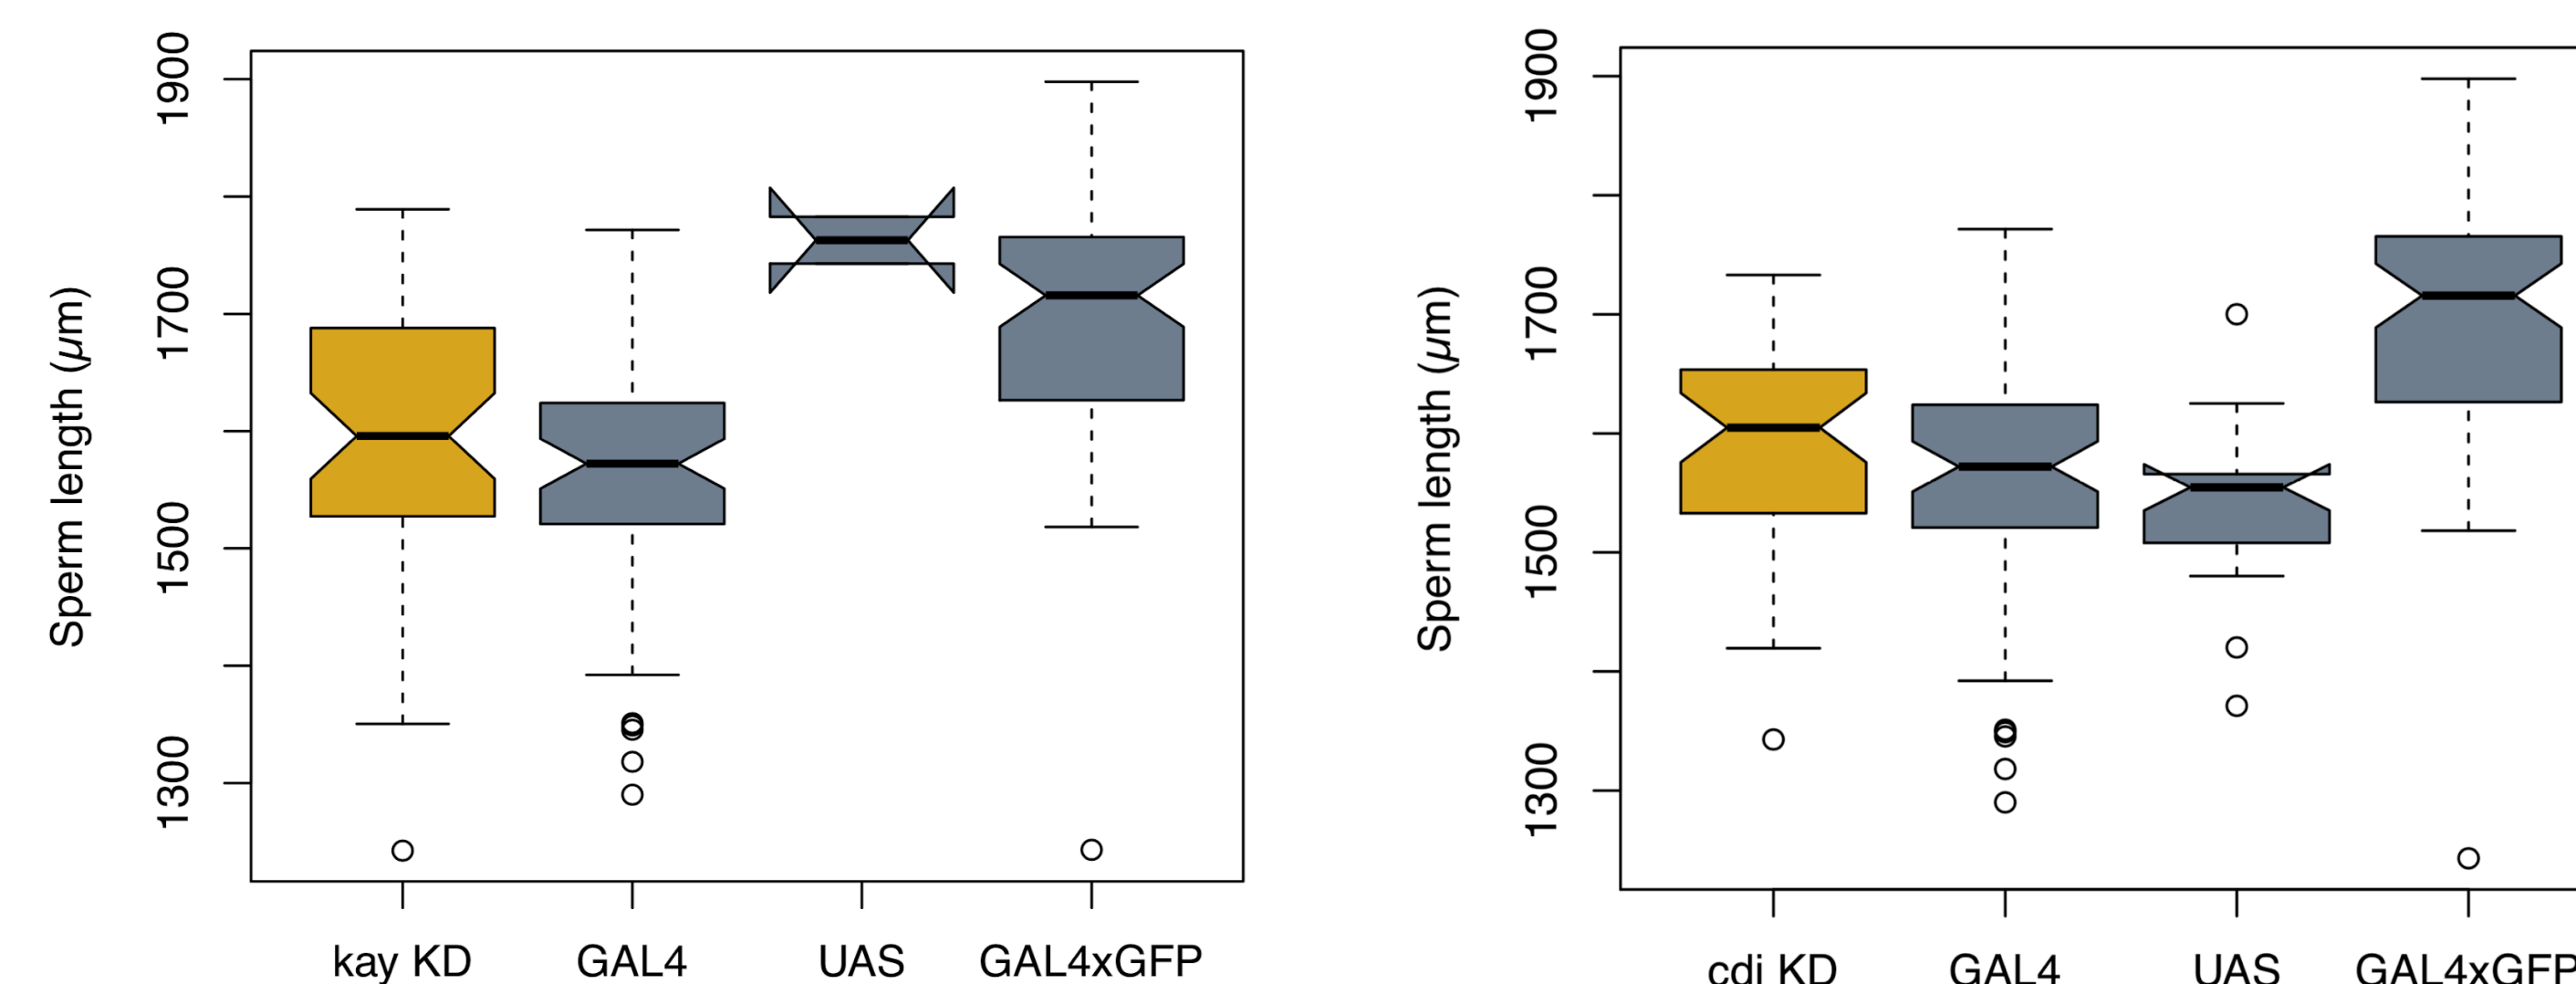 Sperm length (μm)
1900
1700
1500
1300
kay KD GAL4 UAS GAL4xGFP
Sperm length (μm)
1900
1700
1500
1300
cdi KD GAL4 UAS GAL4xGFP